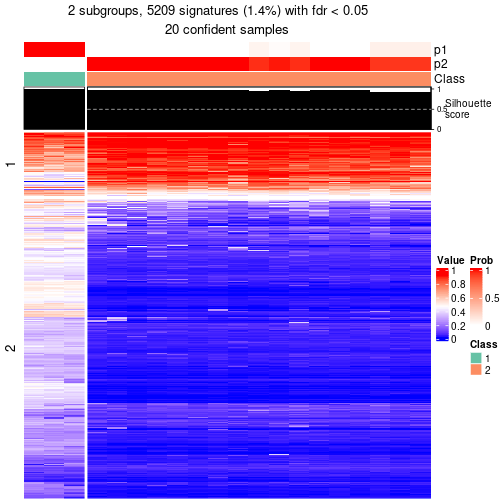 2 subgroups, 5209 signatures (1.4%) with fdr < 0.05
20 confident samples
p1
p2
Class
1
0.5
0
Silhouette
score
1
2
Value
1
0.8
0.6
0.4
0.2
0
Prob
1
0.5
0
Class
1
2